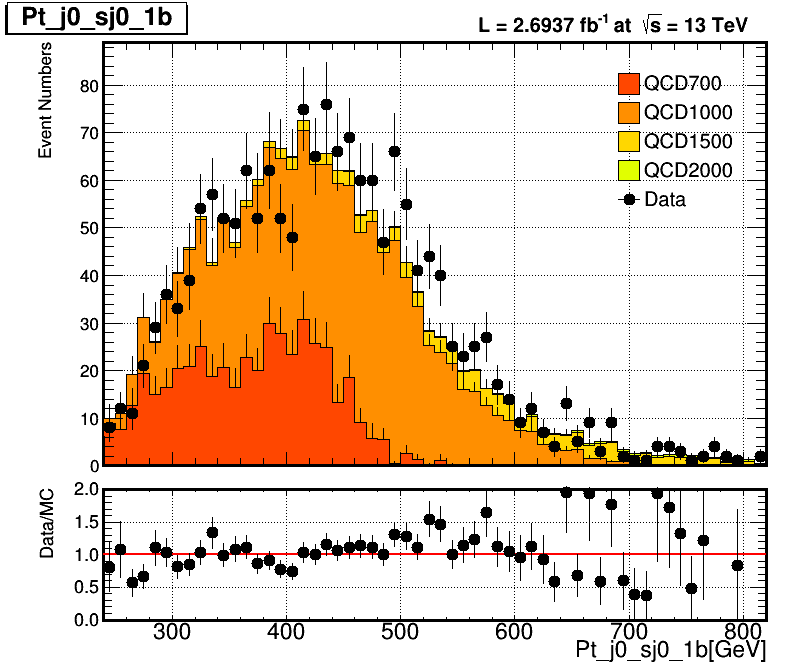 Pt_j0_sj0_1b
L = 2.6937 fb⁻¹ at √s = 13 TeV
Event Numbers
80
70
60
50
40
30
20
10
0
QCD700
QCD1000
QCD1500
QCD2000
Data
Data/MC
2.0
1.5
1.0
0.5
0.0
300 400 500 600 700 800
Pt_j0_sj0_1b[GeV]